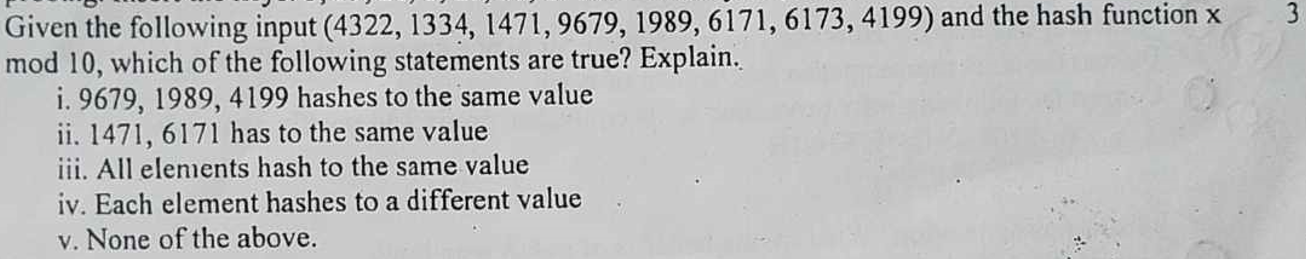 Given the following input (4322, 1334, 1471, 9679, 1989, 6171, 6173, 4199) and the hash function x 3
mod 10, which of the following statements are true? Explain.
i. 9679, 1989, 4199 hashes to the same value
ii. 1471, 6171 has to the same value
iii. All elements hash to the same value
iv. Each element hashes to a different value
v. None of the above.